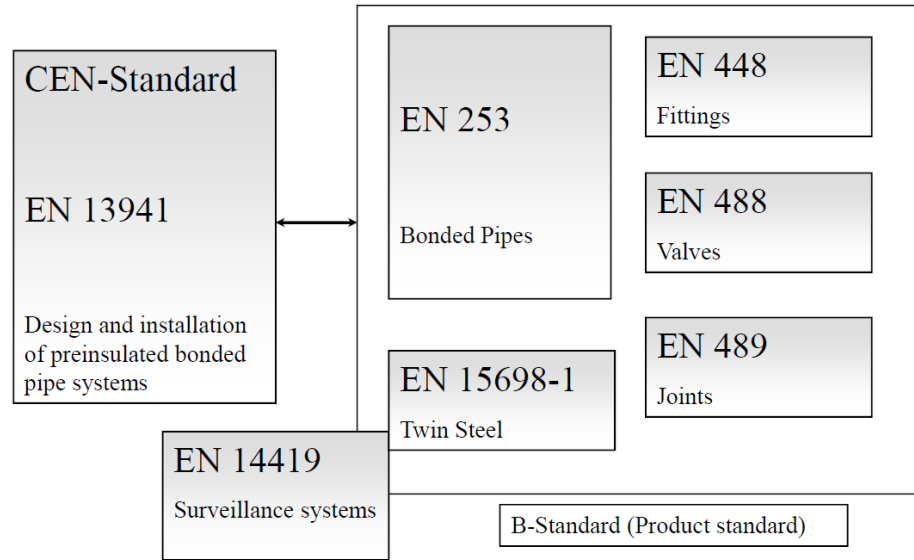 CEN-Standard
EN 13941
Design and installation
of preinsulated bonded
pipe systems
EN 253
Bonded Pipes
EN 448
Fittings
EN 488
Valves
EN 489
Joints
EN 15698-1
Twin Steel
EN 14419
Surveillance systems
B-Standard (Product standard)